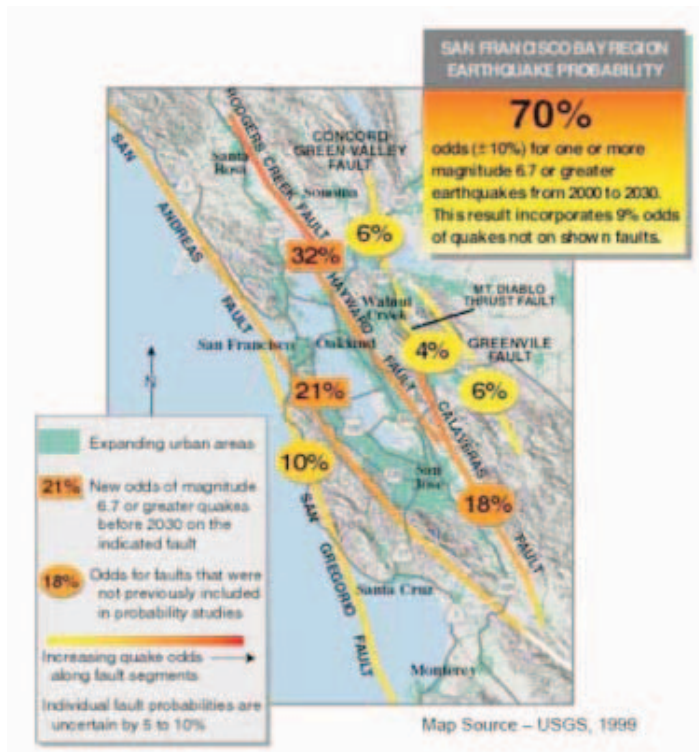 SAN FRANCISCO BAY REGION
EARTHQUAKE PROBABILITY
70%
odds (±10%) for one or more
magnitude 6.7 or greater
earthquakes from 2000 to 2030.
This result incorporates 9% odds
of quakes not on shown faults.
SAN ANDREAS FAULT
RODGERS CREEK FAULT
CONCORD
GREEN VALLEY
FAULT
Santa
Rosa
Sonoma
6%
32%
HAYWARD FAULT
Walnut
Creek
MT. DIABLO
THRUST FAULT
San Francisco
Oakland
4%
GREENVILE
FAULT
6%
N
21%
CALAVERAS FAULT
10%
San
Jose
18%
SAN GREGORIO FAULT
Santa Cruz
Monterey
Expanding urban areas
21% New odds of magnitude
6.7 or greater quakes
before 2030 on the
indicated fault
18% Odds for faults that were
not previously included
in probability studies
Increasing quake odds
along fault segments
Individual fault probabilities are
uncertain by 5 to 10%
Map Source – USGS, 1999